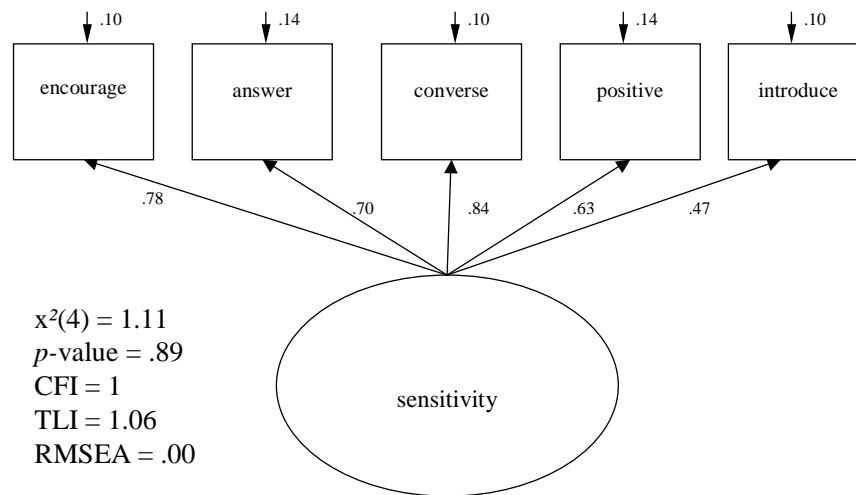 .10 .14 .10 .14 .10
encourage answer converse positive introduce
.78 .70 .84 .63 .47
x²(4) = 1.11
p-value = .89
CFI = 1
TLI = 1.06
RMSEA = .00
sensitivity